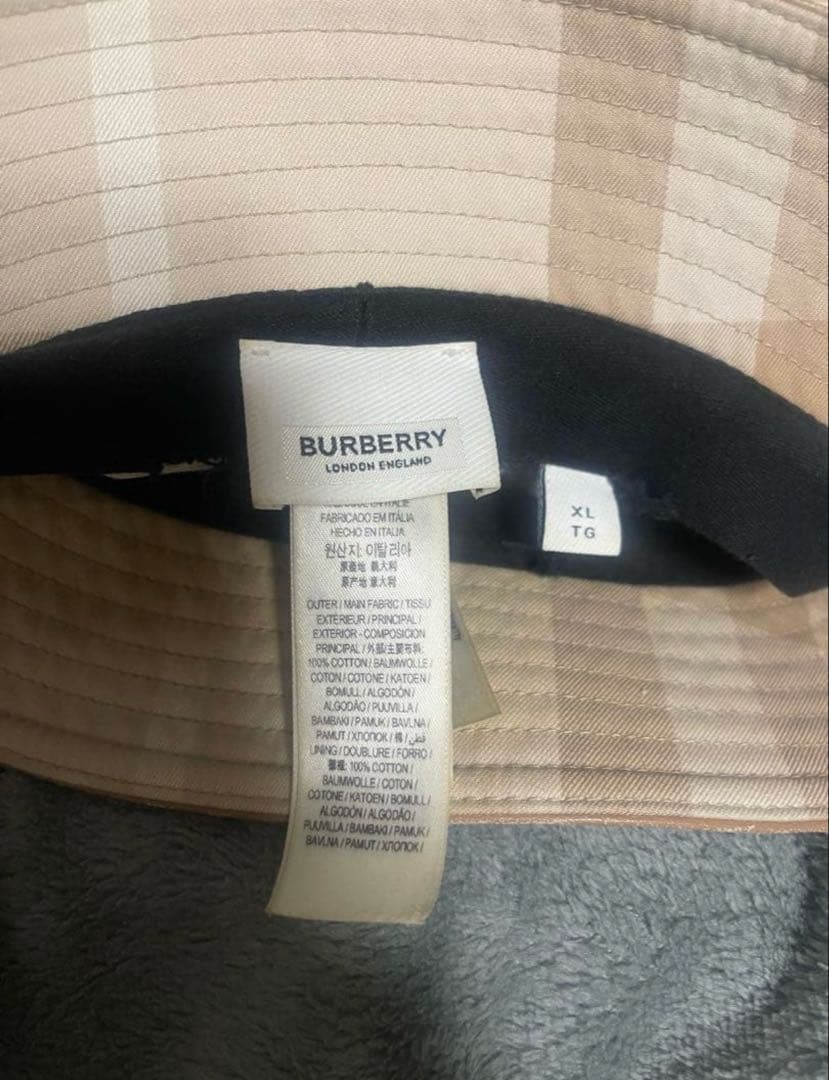 BURBERRY
LONDON ENGLAND
XL
TG
FABRICADO EM ITÁLIA
HECHO EN ITALIA
원산지: 이탈리아
原產地: 義大利
原产地: 意大利
OUTER / MAIN FABRIC / TISSU
EXTÉRIEUR / PRINCIPAL /
EXTERIOR - COMPOSICION
PRINCIPAL / 外部/主要布料:
100% COTTON / BAUMWOLLE /
COTON / COTONE / KATOEN /
BOMULL / ALGODÓN /
ALGODÃO / PUUVILLA /
BAMBAKI / PAMUK / BAVLNA /
PAMUT / ХЛОПОК / 棉 / قطن /
LINING / DOUBLURE / FORRO /
100% COTTON /
BAUMWOLLE / COTON /
COTONE / KATOEN / BOMULL /
ALGODÓN / ALGODÃO /
PUUVILLA / BAMBAKI / PAMUK /
BAVLNA / PAMUT / ХЛОПОК /